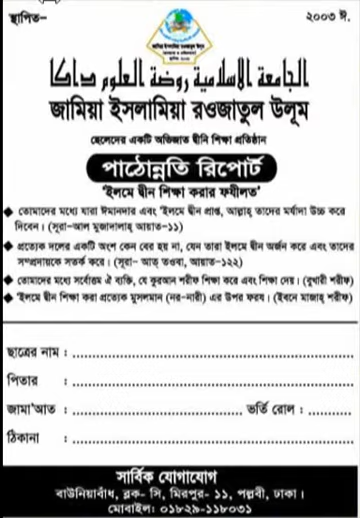 স্থাপিত–
২০০৩ ঈ.
الجامعة الاسلامية روضة العلوم داكا
জামিয়া ইসলামিয়া রওজাতুল উলূম
ছেলেদের একটি অভিজাত দ্বীনি শিক্ষা প্রতিষ্ঠান
পাঠোন্নতি রিপোর্ট
'ইলমে দ্বীন শিক্ষা করার ফযীলত'
◆ তোমাদের মধ্যে যারা ঈমানদার এবং 'ইলমে দ্বীন প্রাপ্ত, আল্লাহ্ তাদের মর্যাদা উচ্চ করে
দিবেন। (সূরা-আল মুজাদালাহ্ আয়াত-১১)
◆ প্রত্যেক দলের একটি অংশ কেন বের হয় না, যেন তারা ইলমে দ্বীন অর্জন করে এবং তাদের
সম্প্রদায়কে সতর্ক করে। (সূরা- আত্ তওবা, আয়াত-১২২)
◆ তোমাদের মধ্যে সর্বোত্তম ঐ ব্যক্তি, যে কুরআন শরীফ শিক্ষা করে এবং শিক্ষা দেয়। (বুখারী শরীফ)
◆ 'ইলমে দ্বীন শিক্ষা করা প্রত্যেক মুসলমান (নর-নারী) এর উপর ফরয। (ইবনে মাজাহ্ শরীফ)
ছাত্রের নাম : ..........................................................
পিতার : ..........................................................
জামা'আত : .................................... ভর্তি রোল : ...........
ঠিকানা : ..........................................................
সার্বিক যোগাযোগ
বাউনিয়াবাঁধ, ব্লক- সি, মিরপুর- ১১, পল্লবী, ঢাকা।
মোবাইল: ০১৮২৯-১১৮০৩১